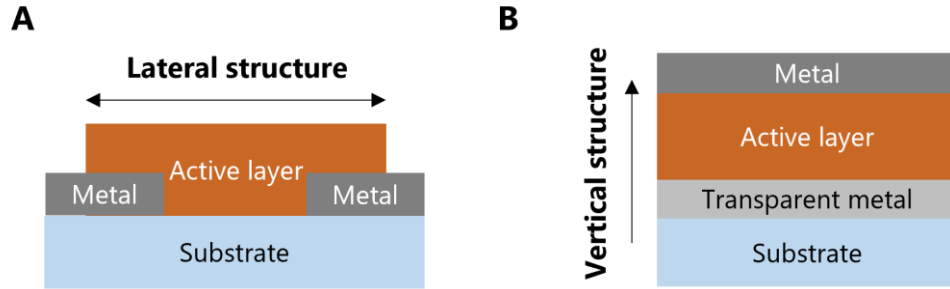 A
Lateral structure
Active layer
Metal
Metal
Substrate
B
Vertical structure
Metal
Active layer
Transparent metal
Substrate